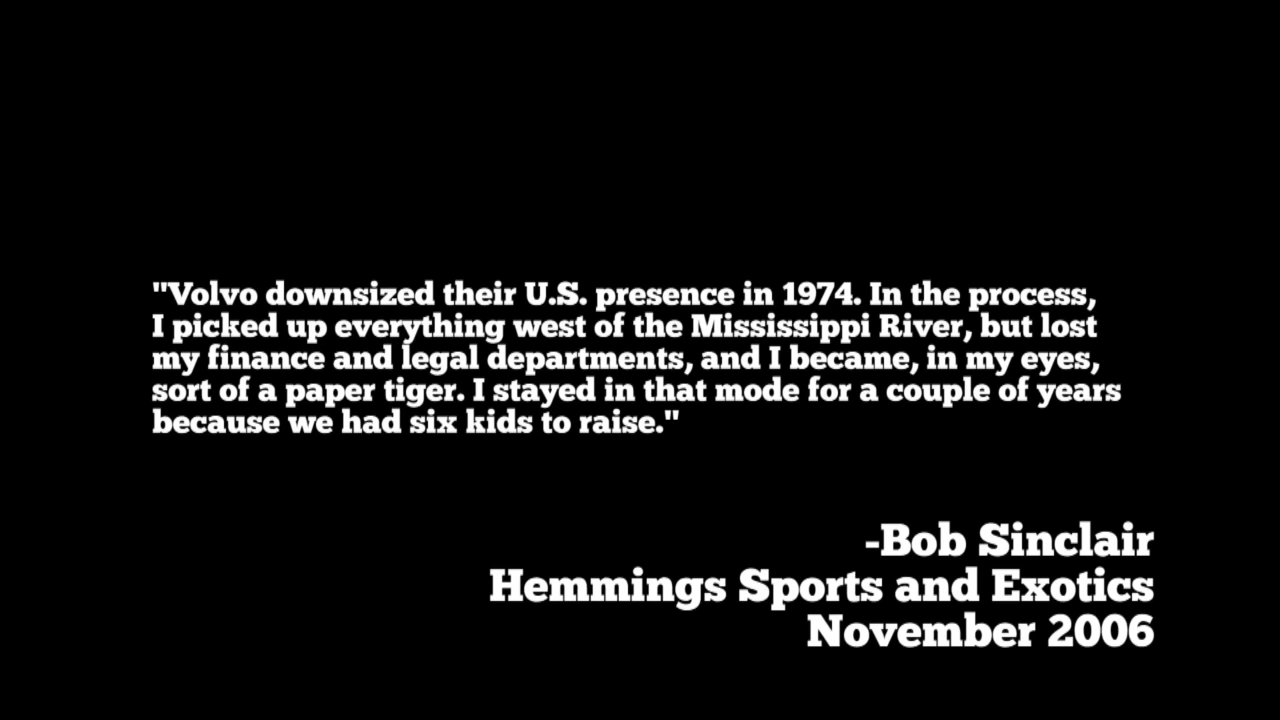 "Volvo downsized their U.S. presence in 1974. In the process,
I picked up everything west of the Mississippi River, but lost
my finance and legal departments, and I became, in my eyes,
sort of a paper tiger. I stayed in that mode for a couple of years
because we had six kids to raise."
-Bob Sinclair
Hemmings Sports and Exotics
November 2006